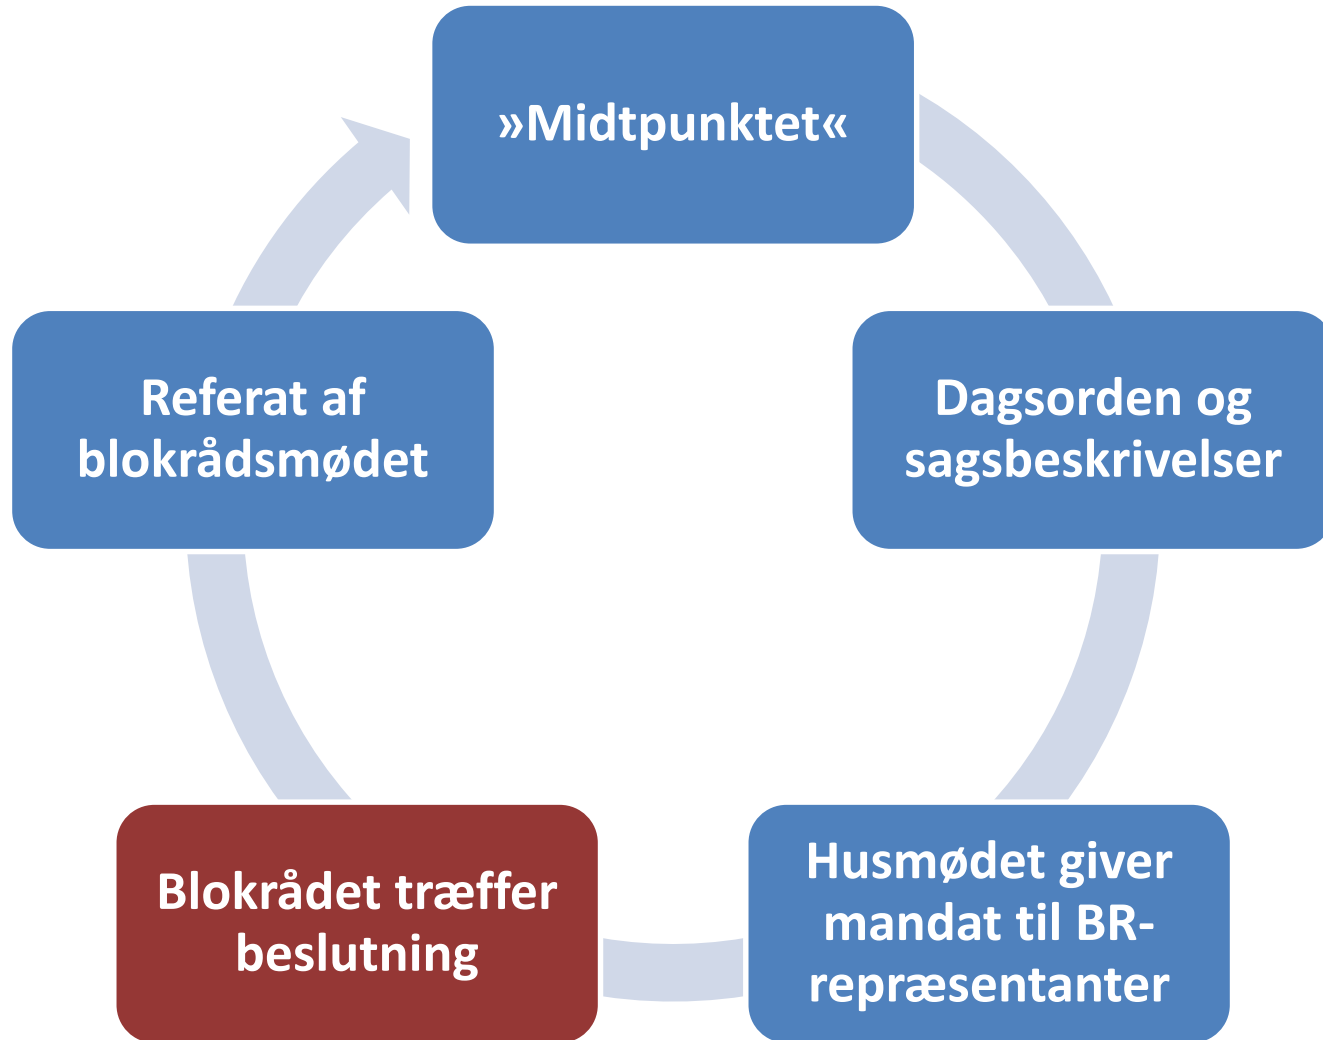 »Midtpunktet«
Dagsorden og
sagsbeskrivelser
Husmødet giver
mandat til BR-
repræsentanter
Blokrådet træffer
beslutning
Referat af
blokrådsmødet